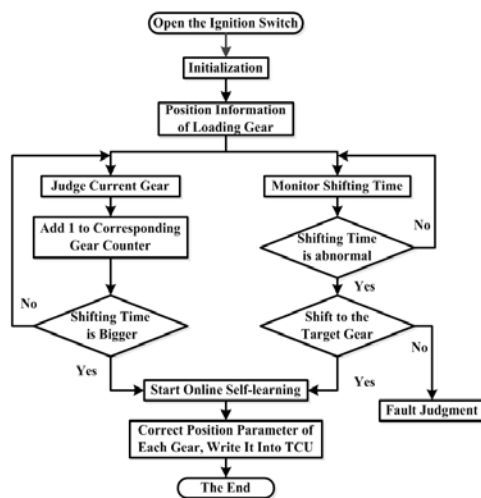 Open the Ignition Switch
Initialization
Position Information
of Loading Gear
Judge Current Gear
Monitor Shifting Time
Add 1 to Corresponding
Gear Counter
No
Shifting Time
is abnormal
Yes
No
Shifting Time
is Bigger
Shift to the
Target Gear
No
Yes
Yes
Start Online Self-learning
Fault Judgment
Correct Position Parameter of
Each Gear, Write It Into TCU
The End